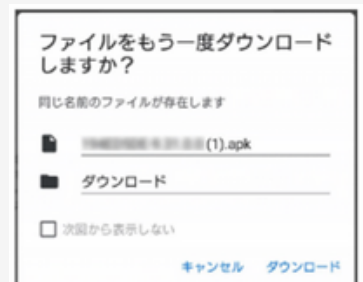 ファイルをもう一度ダウンロード
しますか？
同じ名前のファイルが存在します
(1).apk
ダウンロード
次回から表示しない
キャンセル ダウンロード